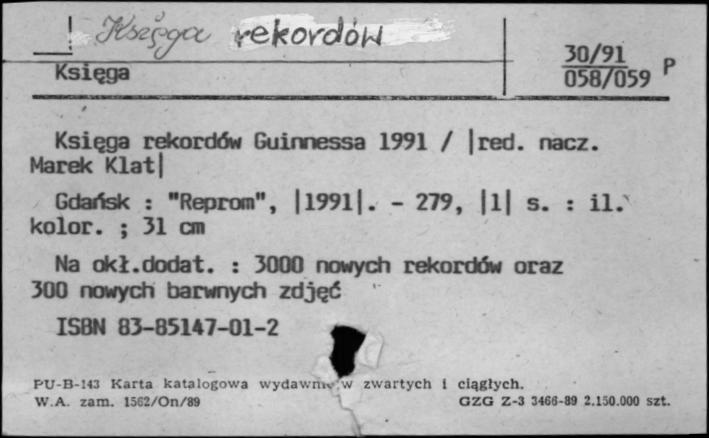 Księga rekordów
30/91
Księga
058/059 P
Księga rekordów Guinnessa 1991 / |red. nacz.
Marek Klat|
Gdańsk : "Reprom", |1991|. - 279, |1| s. : il.
kolor. ; 31 cm
Na okł.dodat. : 3000 nowych rekordów oraz
300 nowych barwnych zdjęć
ISBN 83-85147-01-2
PU-B-143 Karta katalogowa zwartych i ciągłych.
W.A. zam. 1562/On/89 GZG Z-3 3466-89 2.150.000 szt.